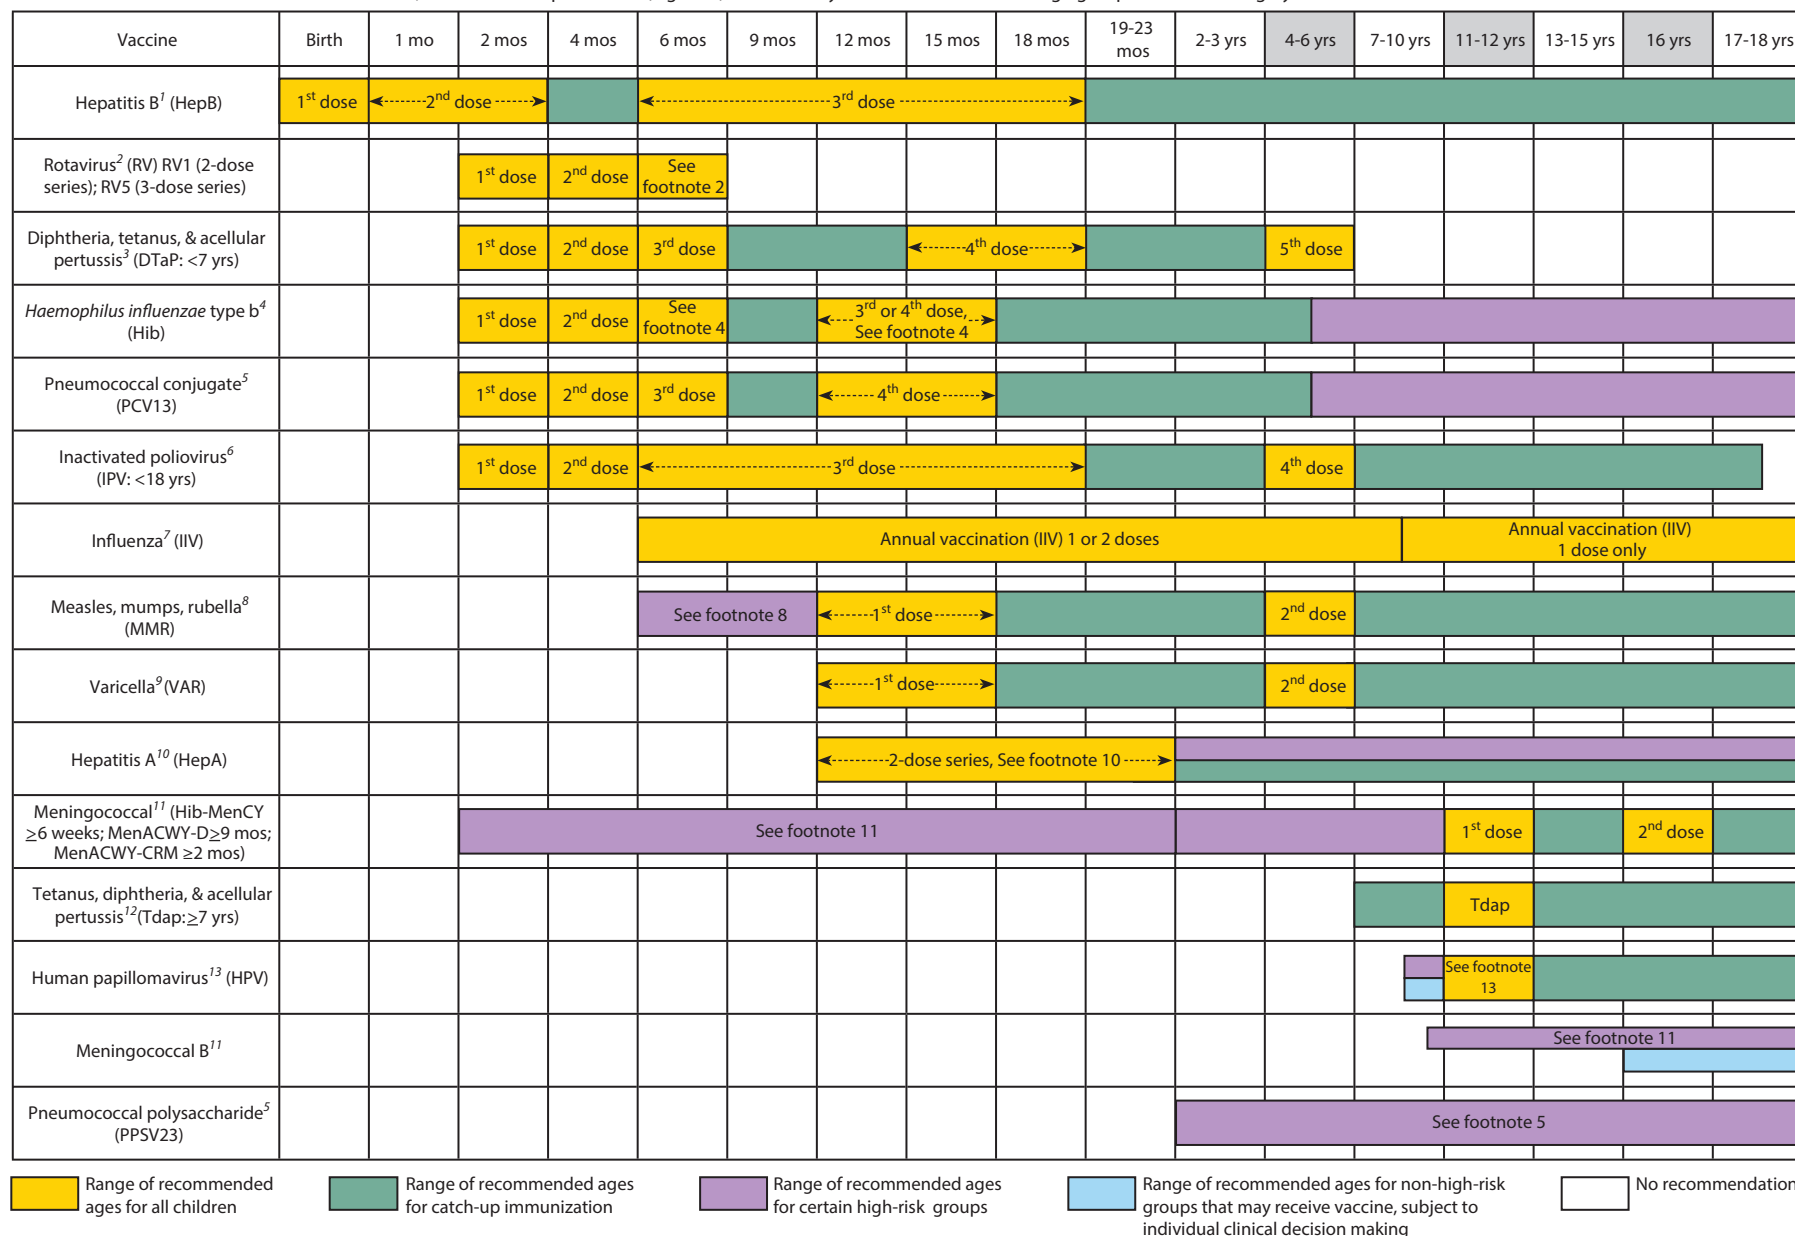 Vaccine Birth 1 mo 2 mos 4 mos 6 mos 9 mos 12 mos 15 mos 18 mos 19-23 mos 2-3 yrs 4-6 yrs 7-10 yrs 11-12 yrs 13-15 yrs 16 yrs 17-18 yrs
Hepatitis B1 (HepB)
1st dose 2nd dose 3rd dose
Rotavirus2 (RV) RV1 (2-dose
series); RV5 (3-dose series)
1st dose 2nd dose See
footnote 2
Diphtheria, tetanus, & acellular
pertussis3 (DTaP: <7 yrs)
1st dose 2nd dose 3rd dose 4th dose 5th dose
Haemophilus influenzae type b4
(Hib)
1st dose 2nd dose See
footnote 4
3rd or 4th dose,
See footnote 4
Pneumococcal conjugate5
(PCV13)
1st dose 2nd dose 3rd dose 4th dose
Inactivated poliovirus6
(IPV: <18 yrs)
1st dose 2nd dose 3rd dose 4th dose
Influenza7 (IIV)
Annual vaccination (IIV) 1 or 2 doses
Annual vaccination (IIV)
1 dose only
Measles, mumps, rubella8
(MMR)
See footnote 8 1st dose 2nd dose
Varicella9 (VAR)
1st dose 2nd dose
Hepatitis A10 (HepA)
2-dose series, See footnote 10
Meningococcal11 (Hib-MenCY
≥6 weeks; MenACWY-D≥9 mos;
MenACWY-CRM ≥2 mos)
See footnote 11 1st dose 2nd dose
Tetanus, diphtheria, & acellular
pertussis12 (Tdap: ≥7 yrs)
Tdap
Human papillomavirus13 (HPV)
See footnote
13
Meningococcal B11
See footnote 11
Pneumococcal polysaccharide5
(PPSV23)
See footnote 5
Range of recommended
ages for all children
Range of recommended ages
for catch-up immunization
Range of recommended ages
for certain high-risk groups
Range of recommended ages for non-high-risk
groups that may receive vaccine, subject to
individual clinical decision making
No recommendation